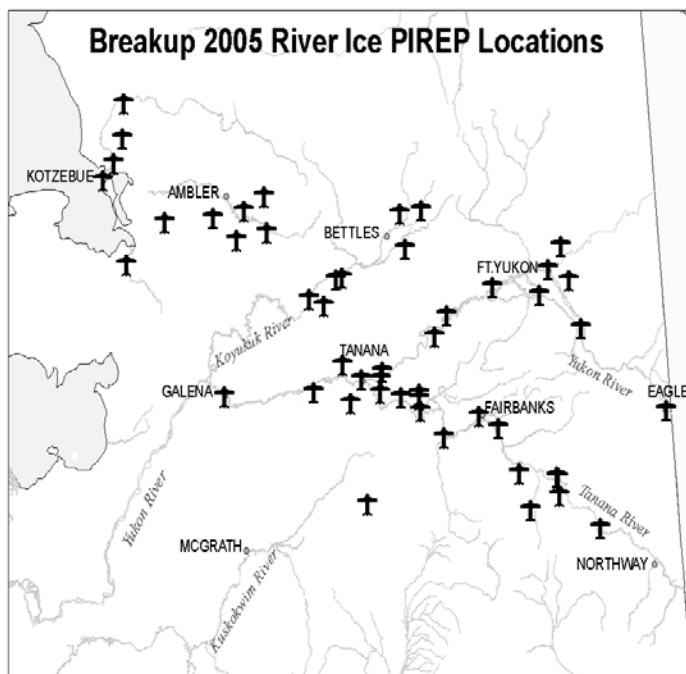 Breakup 2005 River Ice PIREP Locations
KOTZEBUE
AMBLER
BETTLES
FT.YUKON
Koyukuk River
TANANA
Yukon River
GALENA
EAGLE
FAIRBANKS
Yukon River
Tanana River
MCGRATH
NORTHWAY
Kuskokwim River